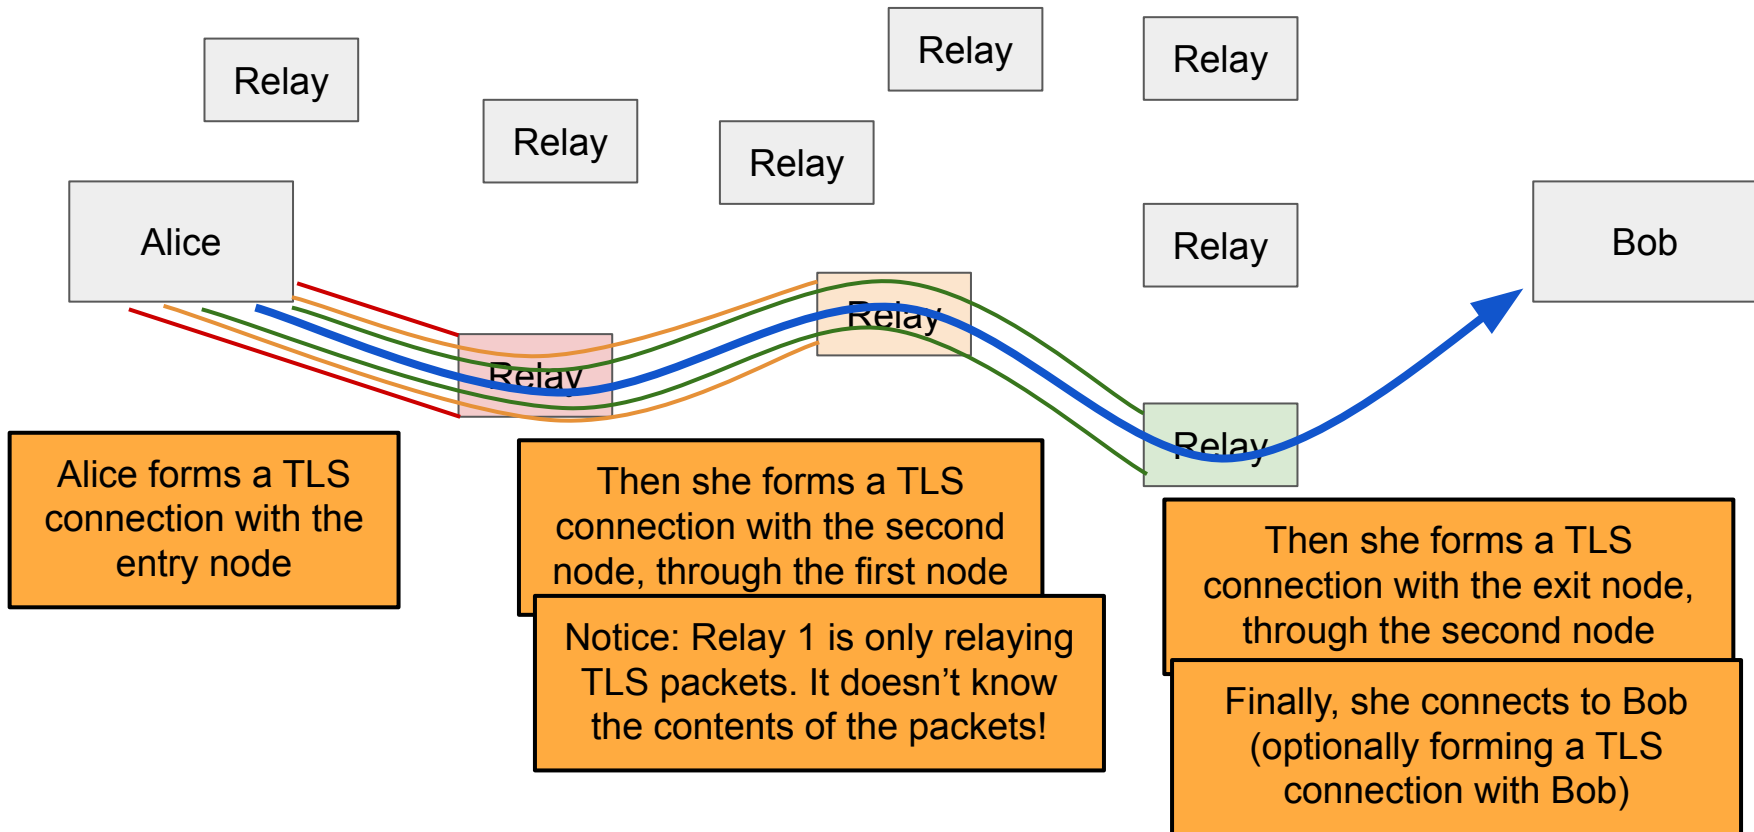 Relay
Relay
Relay
Relay
Relay
Alice
Relay
Bob
Relay
Relay
Relay
Alice forms a TLS
connection with the
entry node
Then she forms a TLS
connection with the second
node, through the first node
Notice: Relay 1 is only relaying
TLS packets. It doesn’t know
the contents of the packets!
Then she forms a TLS
connection with the exit node,
through the second node
Finally, she connects to Bob
(optionally forming a TLS
connection with Bob)